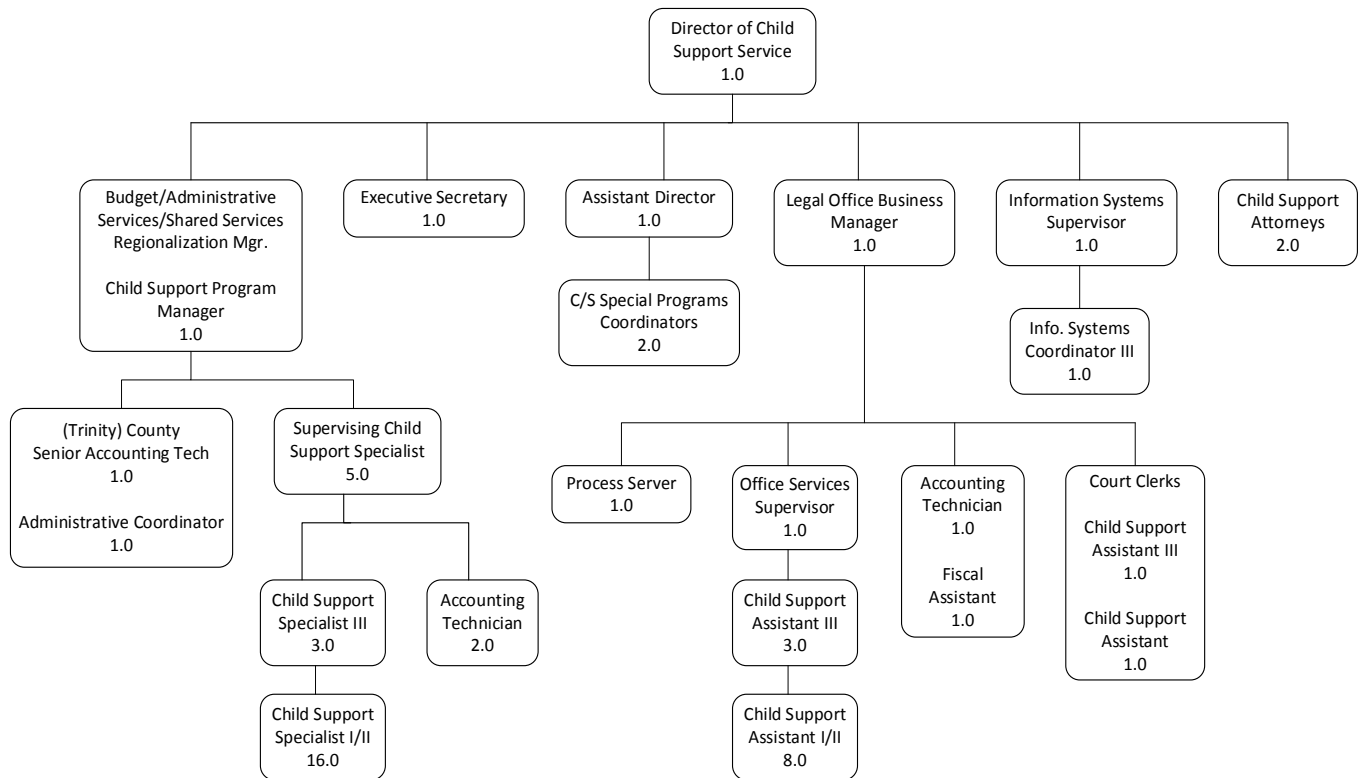 Director of Child
Support Service
1.0
Budget/Administrative
Services/Shared Services
Regionalization Mgr.
Child Support Program
Manager
1.0
Executive Secretary
1.0
Assistant Director
1.0
Legal Office Business
Manager
1.0
Information Systems
Supervisor
1.0
Child Support
Attorneys
2.0
C/S Special Programs
Coordinators
2.0
Info. Systems
Coordinator III
1.0
(Trinity) County
Senior Accounting Tech
1.0
Administrative Coordinator
1.0
Supervising Child
Support Specialist
5.0
Process Server
1.0
Office Services
Supervisor
1.0
Accounting
Technician
1.0
Fiscal
Assistant
1.0
Court Clerks
Child Support
Assistant III
1.0
Child Support
Assistant
1.0
Child Support
Specialist III
3.0
Accounting
Technician
2.0
Child Support
Assistant III
3.0
Child Support
Specialist I/II
16.0
Child Support
Assistant I/II
8.0